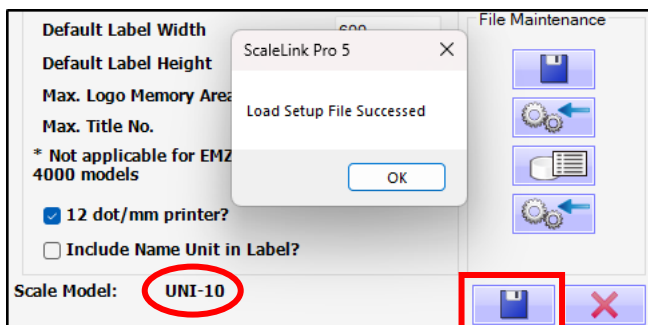 Default Label Width
File Maintenance
Default Label Height
ScaleLink Pro 5
Max. Logo Memory Area
Load Setup File Successed
Max. Title No.
* Not applicable for EMZ
4000 models
OK
12 dot/mm printer?
Include Name Unit in Label?
Scale Model: UNI-10